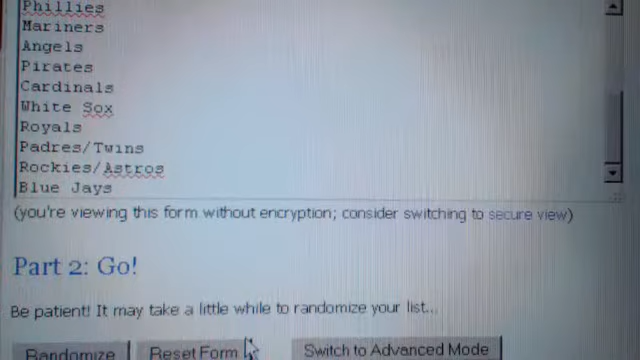 Phillies
Mariners
Angels
Pirates
Cardinals
White Sox
Royals
Padres/Twins
Rockies/Astros
Blue Jays
(you're viewing this form without encryption; consider switching to secure view)
Part 2: Go!
Be patient! It may take a little while to randomize your list...
Randomize
Reset Form
Switch to Advanced Mode